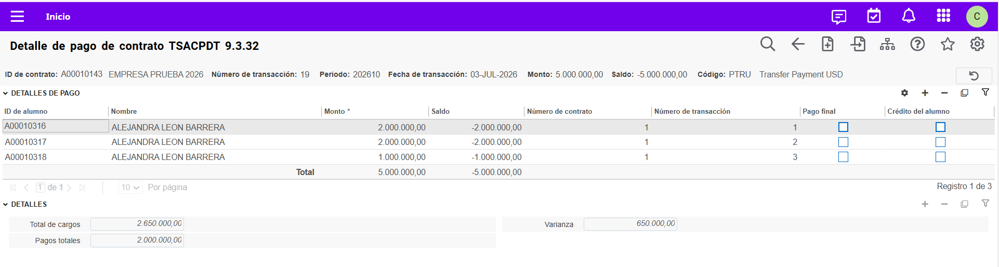 Inicio
C
Detalle de pago de contrato TSACPDT 9.3.32
ID de contrato: A00010143 EMPRESA PRUEBA 2026 Número de transacción: 19 Periodo: 202610 Fecha de transacción: 03-JUL-2026 Monto: 5.000.000,00 Saldo: -5.000.000,00 Código: PTRU Transfer Payment USD
DETALLES DE PAGO
ID de alumno Nombre Monto * Saldo Número de contrato Número de transacción Pago final Crédito del alumno
A00010316 ALEJANDRA LEON BARRERA 2.000.000,00 -2.000.000,00 1 1
A00010317 ALEJANDRA LEON BARRERA 2.000.000,00 -2.000.000,00 1 2
A00010318 ALEJANDRA LEON BARRERA 1.000.000,00 -1.000.000,00 1 3
Total 5.000.000,00 -5.000.000,00
1 de 1 10 Por página Registro 1 de 3
DETALLES
Total de cargos 2.650.000,00 Varianza 650.000,00
Pagos totales 2.000.000,00